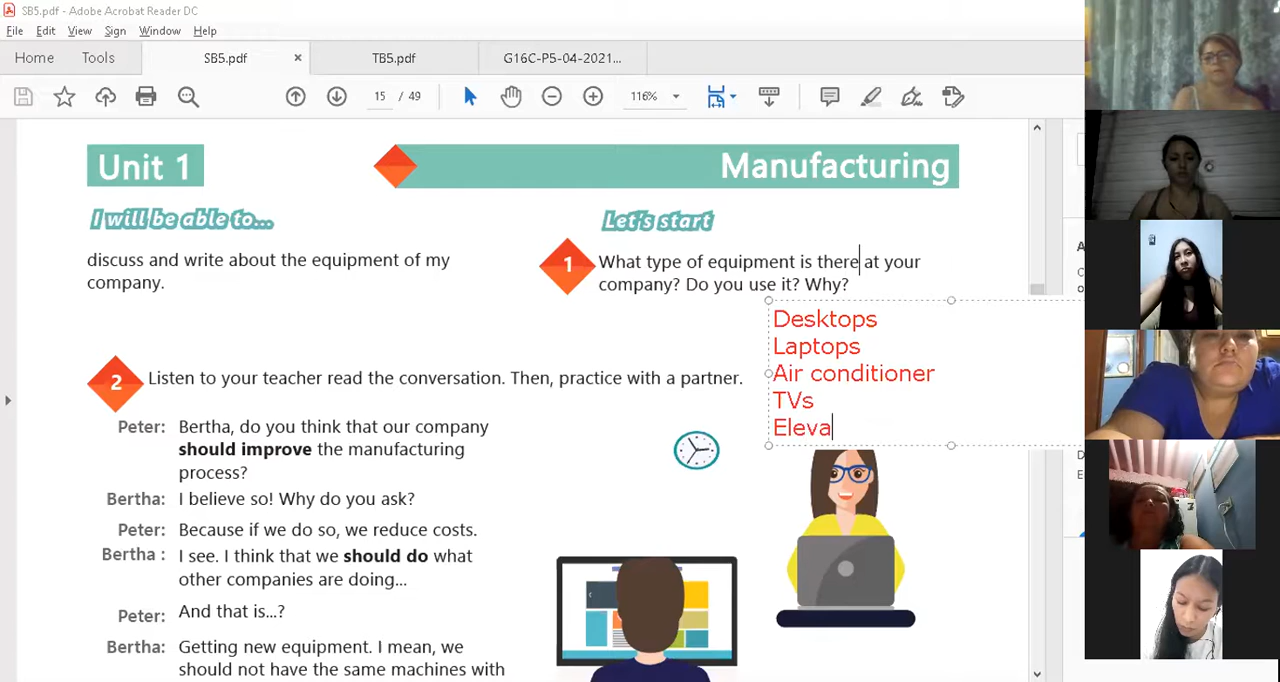 SB5.pdf - Adobe Acrobat Reader DC
File Edit View Sign Window Help
Home Tools SB5.pdf × TB5.pdf G16C-P5-04-2021...
15 / 49 116%
Unit 1 Manufacturing
I will be able to...
discuss and write about the equipment of my
company.
Let's start
1 What type of equipment is there at your
company? Do you use it? Why?
Desktops
Laptops
Air conditioner
TVs
Eleva
2 Listen to your teacher read the conversation. Then, practice with a partner.
Peter: Bertha, do you think that our company
should improve the manufacturing
process?
Bertha: I believe so! Why do you ask?
Peter: Because if we do so, we reduce costs.
Bertha : I see. I think that we should do what
other companies are doing...
Peter: And that is...?
Bertha: Getting new equipment. I mean, we
should not have the same machines with